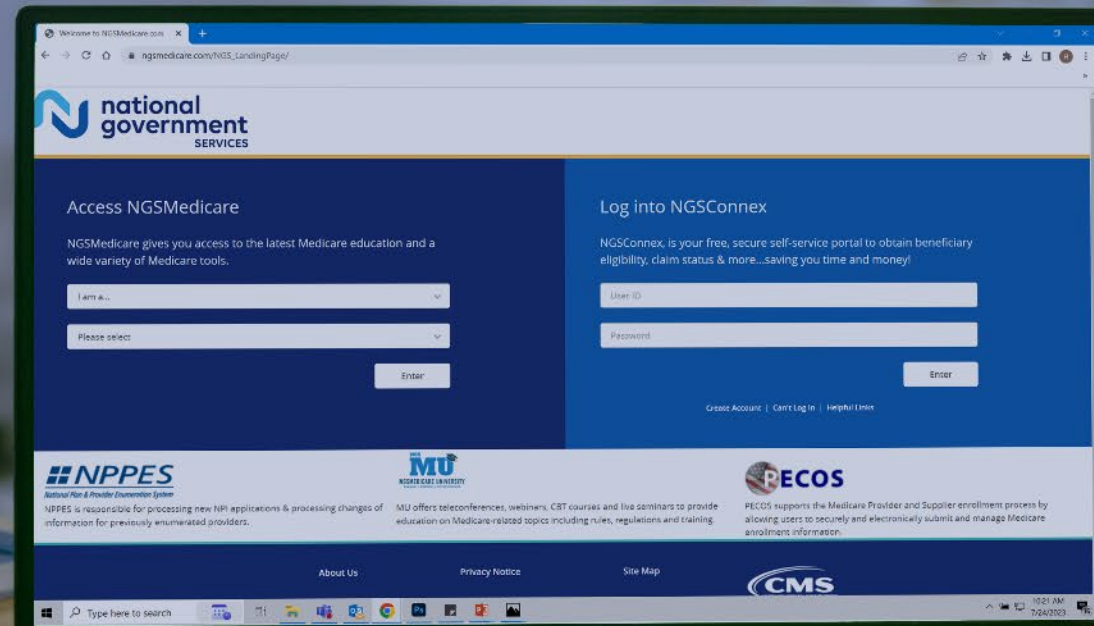 Welcome to NGSMedicare.com
ngsmedicare.com/NGS_LandingPage/
national
government
SERVICES
Access NGSMedicare
NGSMedicare gives you access to the latest Medicare education and a
wide variety of Medicare tools.
I am a...
Please select
Enter
Log into NGSConnex
NGSConnex, is your free, secure self-service portal to obtain beneficiary
eligibility, claim status & more...saving you time and money!
User ID
Password
Enter
Create Account | Can't Log In | Helpful Links
NPPES
National Plan & Provider Enumeration System
NPPES is responsible for processing new NPI applications & processing changes of
information for previously enumerated providers.
MU
NGSMEDICARE UNIVERSITY
MU offers teleconferences, webinars, CBT courses and live seminars to provide
education on Medicare-related topics including rules, regulations and training.
PECOS
PECOS supports the Medicare Provider and Supplier enrollment process by
allowing users to securely and electronically submit and manage Medicare
enrollment information.
About Us
Privacy Notice
Site Map
CMS
Type here to search
Ps
10:21 AM
7/24/2023